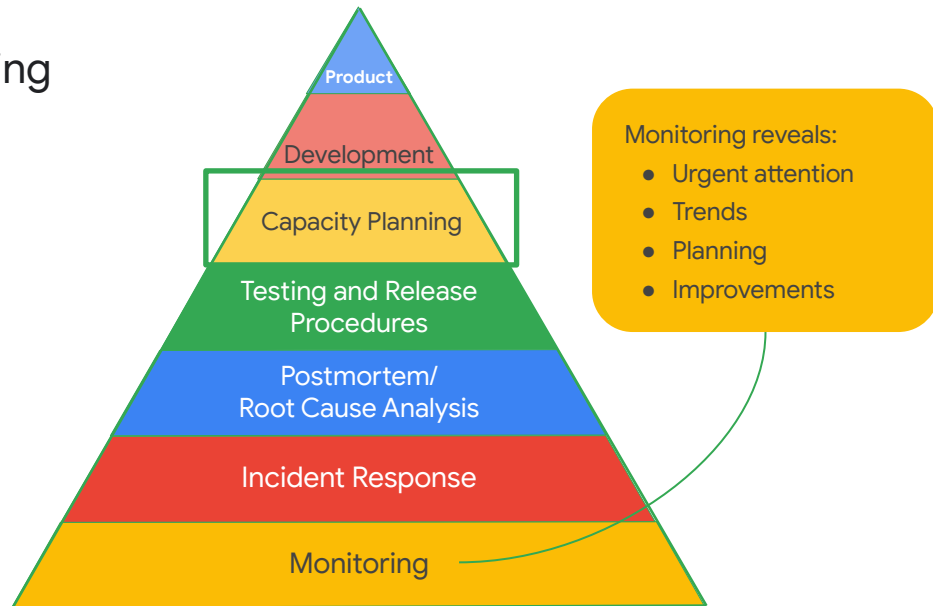 ing
Product
Development
Capacity Planning
Testing and Release
Procedures
Postmortem/
Root Cause Analysis
Incident Response
Monitoring
Monitoring reveals:
● Urgent attention
● Trends
● Planning
● Improvements